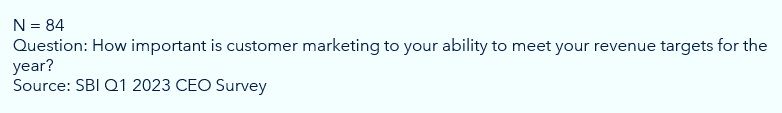 N = 84
Question: How important is customer marketing to your ability to meet your revenue targets for the
year?
Source: SBI Q1 2023 CEO Survey